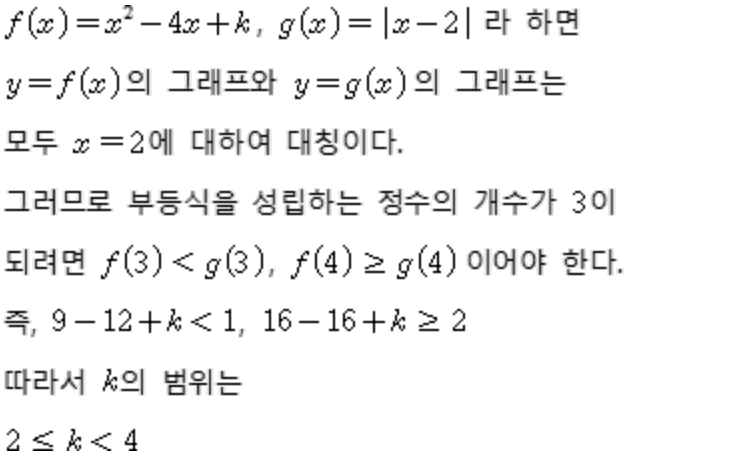 f(x)=x²−4x+k, g(x)=|x−2| 라 하면
y=f(x)의 그래프와 y=g(x)의 그래프는
모두 x=2에 대하여 대칭이다.
그러므로 부등식을 성립하는 정수의 개수가 3이
되려면 f(3)<g(3), f(4)≥g(4)이어야 한다.
즉, 9−12+k<1, 16−16+k≥2
따라서 k의 범위는
2≤k<4